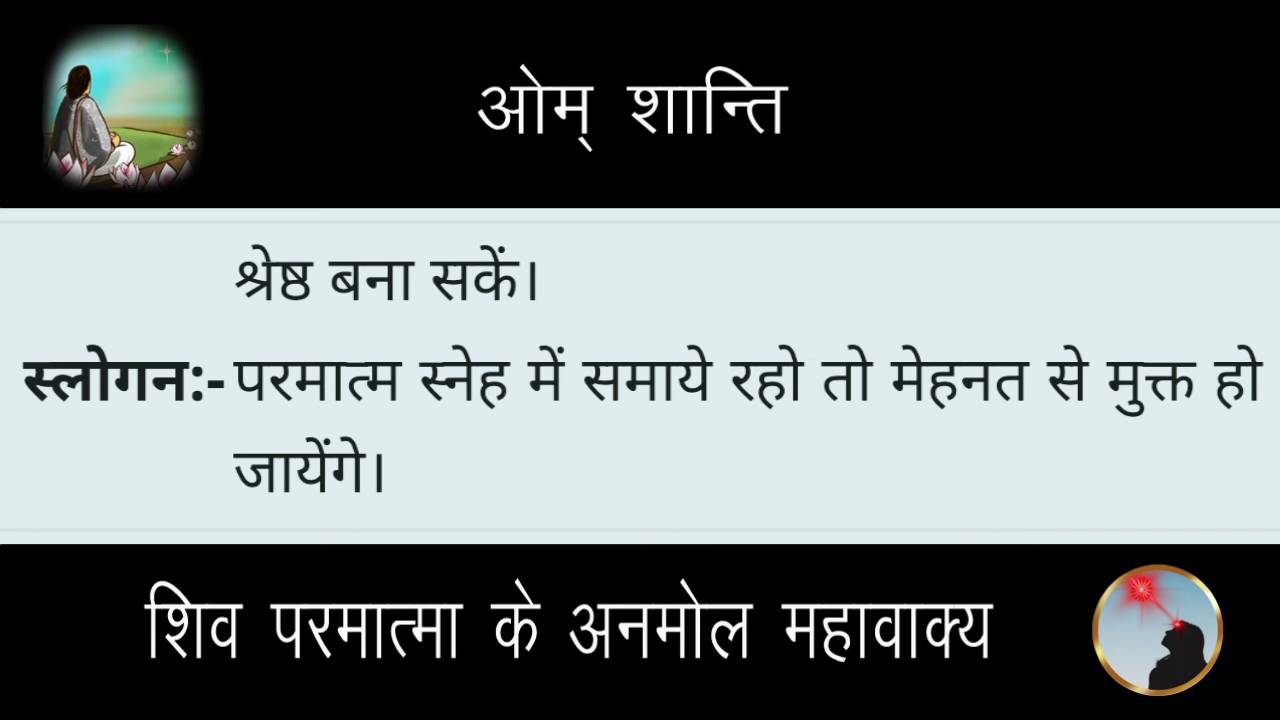 ओम् शान्ति
श्रेष्ठ बना सकें।
स्लोगन:- परमात्म स्नेह में समाये रहो तो मेहनत से मुक्त हो
जायेंगे।
शिव परमात्मा के अनमोल महावाक्य